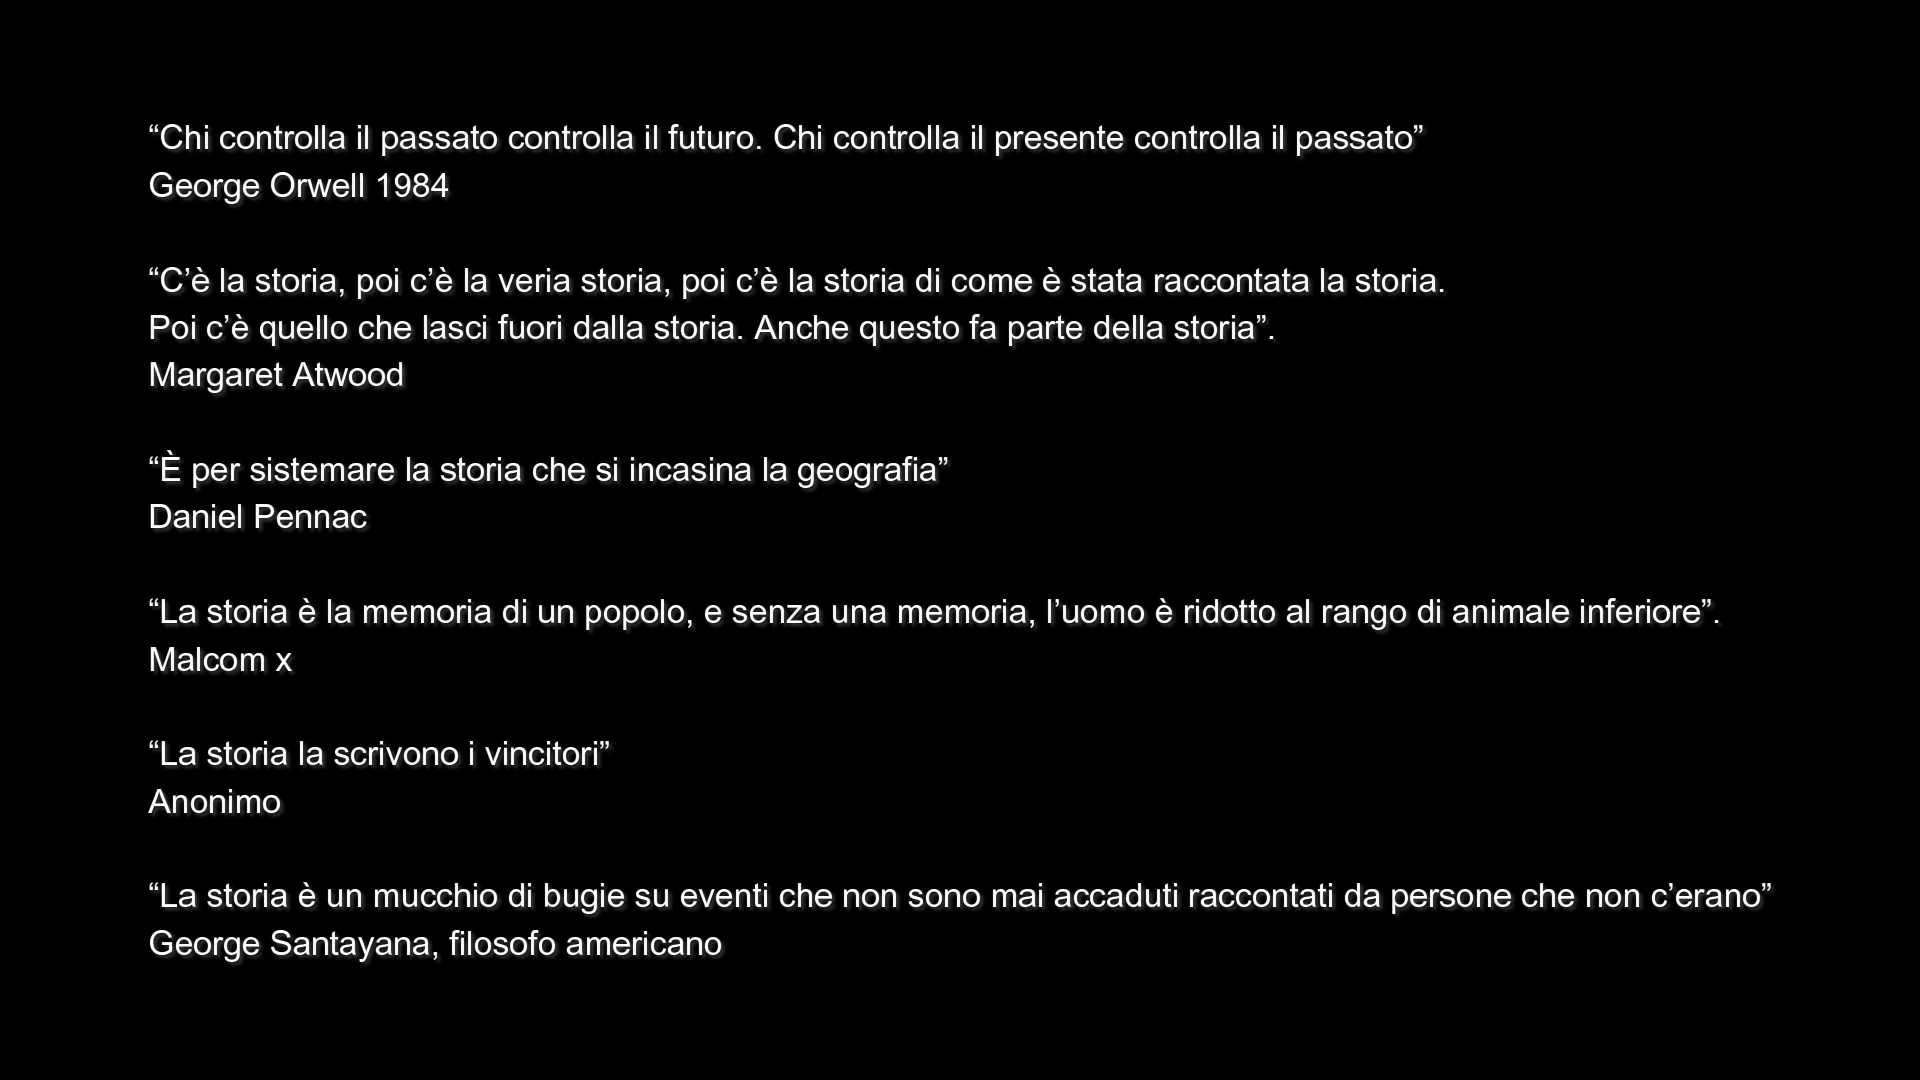 “Chi controlla il passato controlla il futuro. Chi controlla il presente controlla il passato”
George Orwell 1984
“C’è la storia, poi c’è la veria storia, poi c’è la storia di come è stata raccontata la storia.
Poi c’è quello che lasci fuori dalla storia. Anche questo fa parte della storia”.
Margaret Atwood
“È per sistemare la storia che si incasina la geografia”
Daniel Pennac
“La storia è la memoria di un popolo, e senza una memoria, l’uomo è ridotto al rango di animale inferiore”.
Malcom x
“La storia la scrivono i vincitori”
Anonimo
“La storia è un mucchio di bugie su eventi che non sono mai accaduti raccontati da persone che non c’erano”
George Santayana, filosofo americano